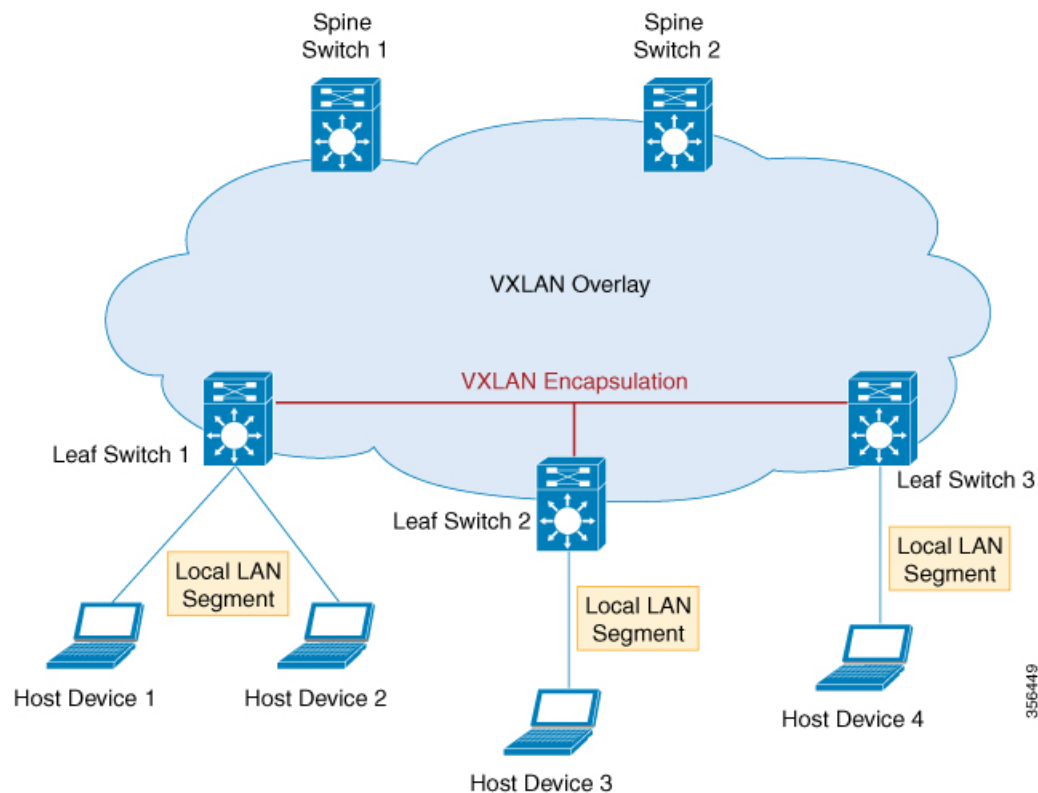 Spine
Switch 1
Spine
Switch 2
VXLAN Overlay
VXLAN Encapsulation
Leaf Switch 1
Leaf Switch 2
Leaf Switch 3
Local LAN
Segment
Local LAN
Segment
Local LAN
Segment
Host Device 1
Host Device 2
Host Device 3
Host Device 4
356449